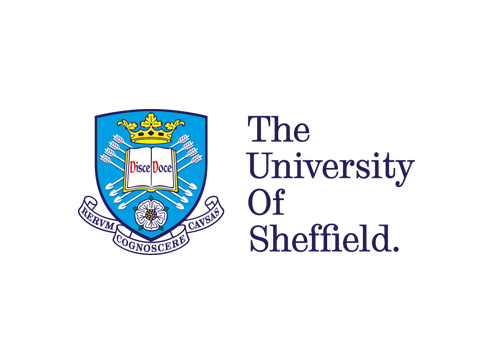 Disce Doce
RERVM COGNOSCERE CAVSAS
The
University
Of
Sheffield.